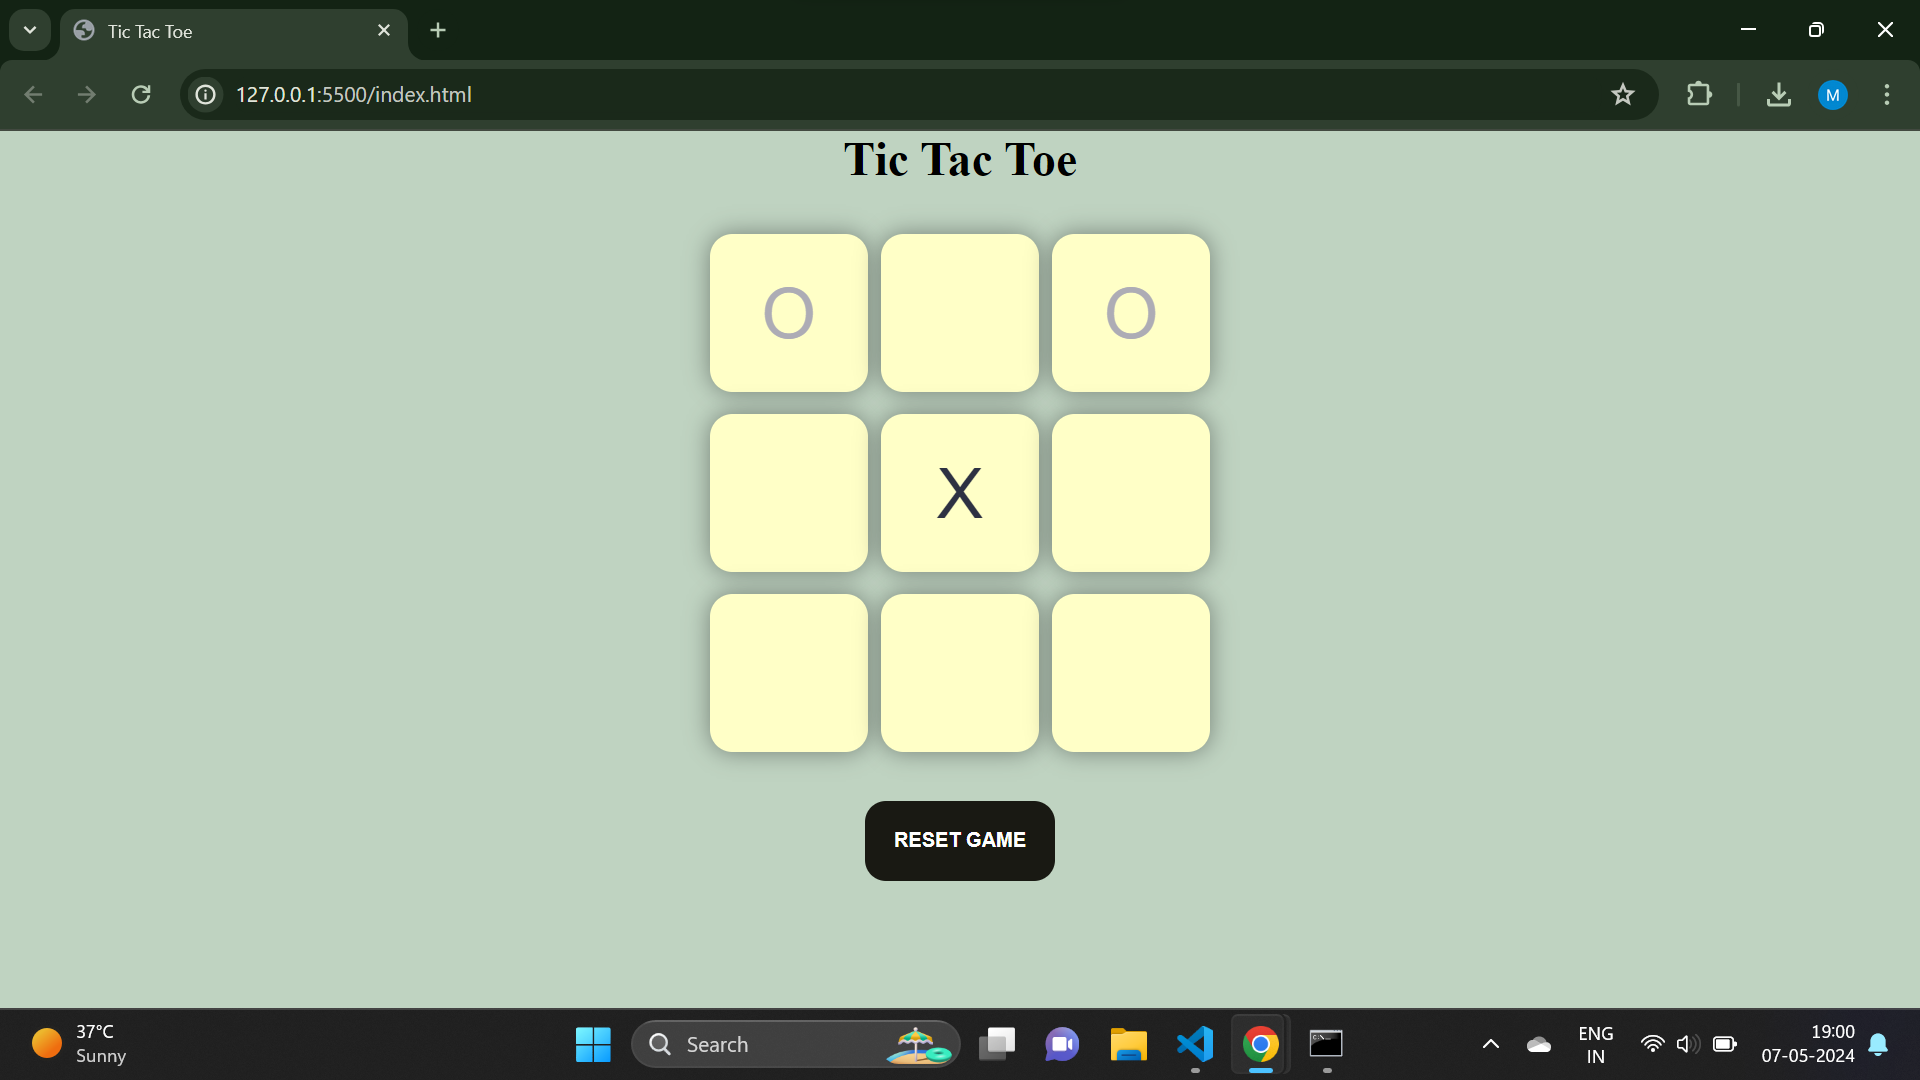 Tic Tac Toe
127.0.0.1:5500/index.html
M
Tic Tac Toe
O O
X
RESET GAME
37°C
Sunny
Search
ENG
IN
19:00
07-05-2024